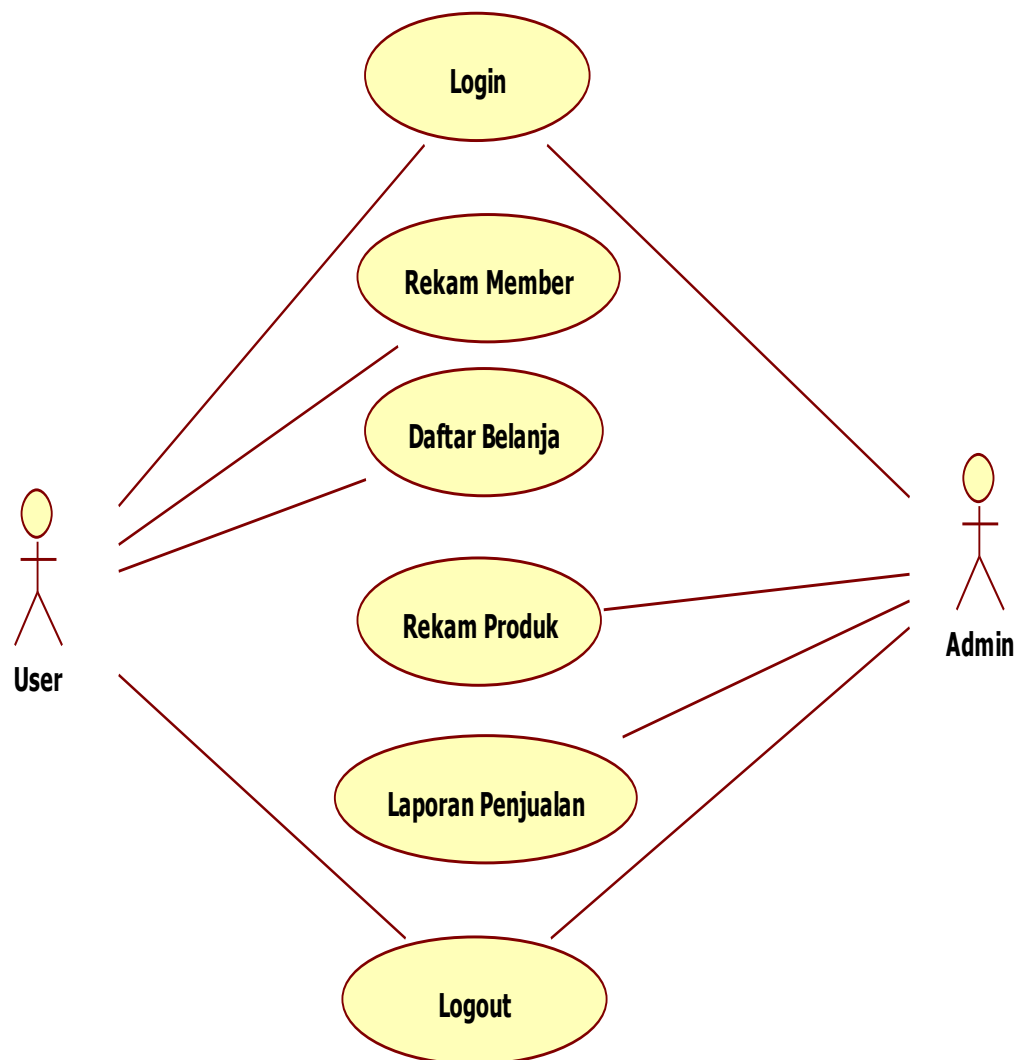 Login
Rekam Member
Daftar Belanja
Rekam Produk
User
Admin
Laporan Penjualan
Logout